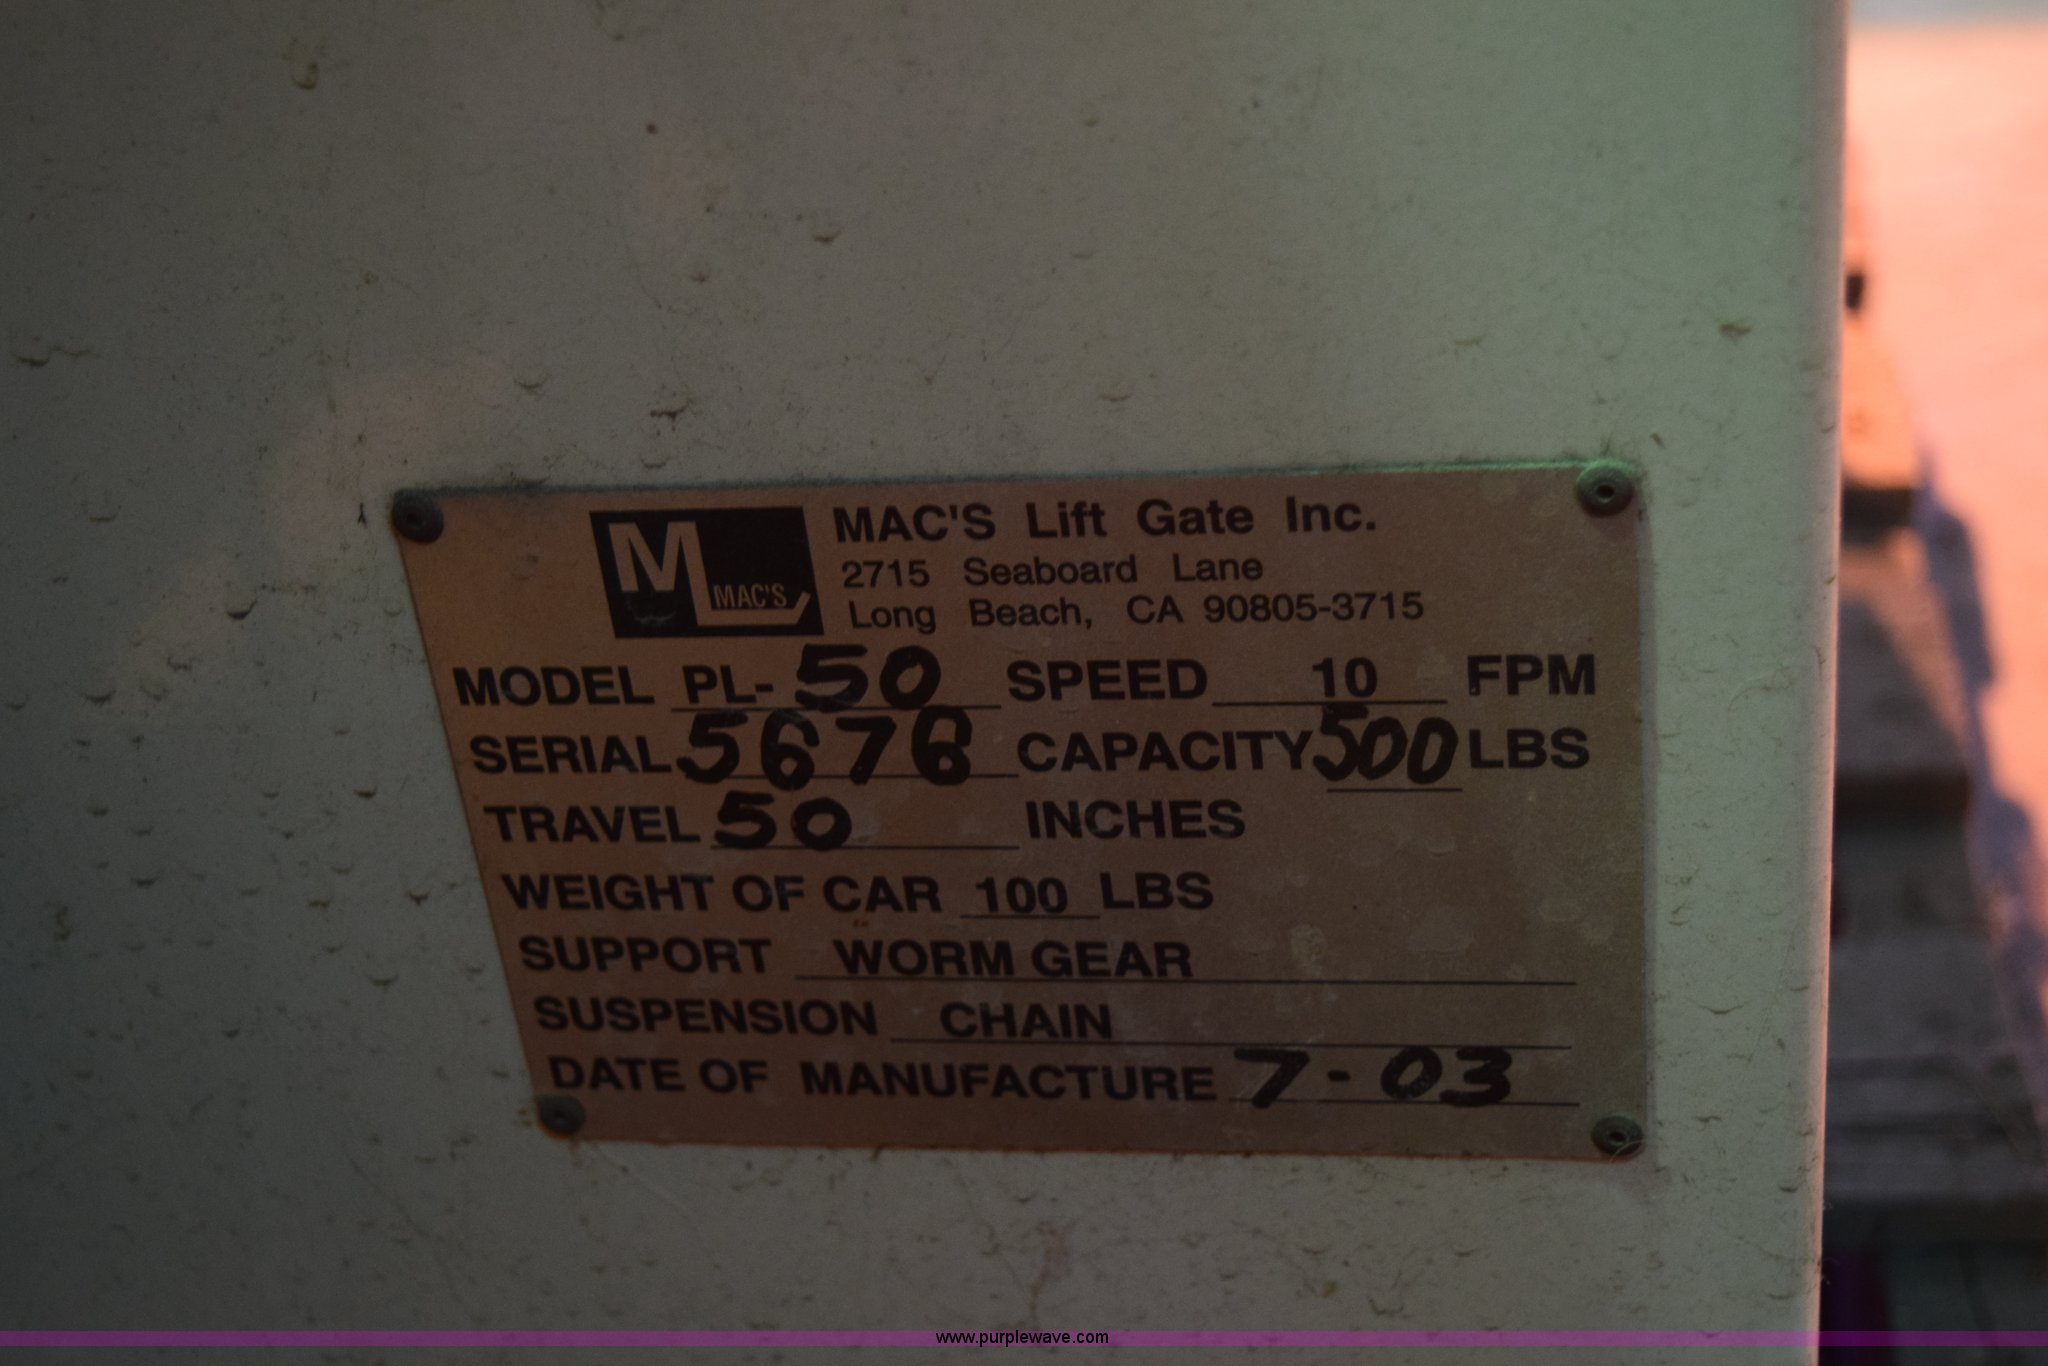 M MAC'S
MAC'S Lift Gate Inc.
2715 Seaboard Lane
Long Beach, CA 90805-3715
MODEL PL-50 SPEED 10 FPM
SERIAL 5678 CAPACITY 500 LBS
TRAVEL 50 INCHES
WEIGHT OF CAR 100 LBS
SUPPORT WORM GEAR
SUSPENSION CHAIN
DATE OF MANUFACTURE 7-03
www.purplewave.com